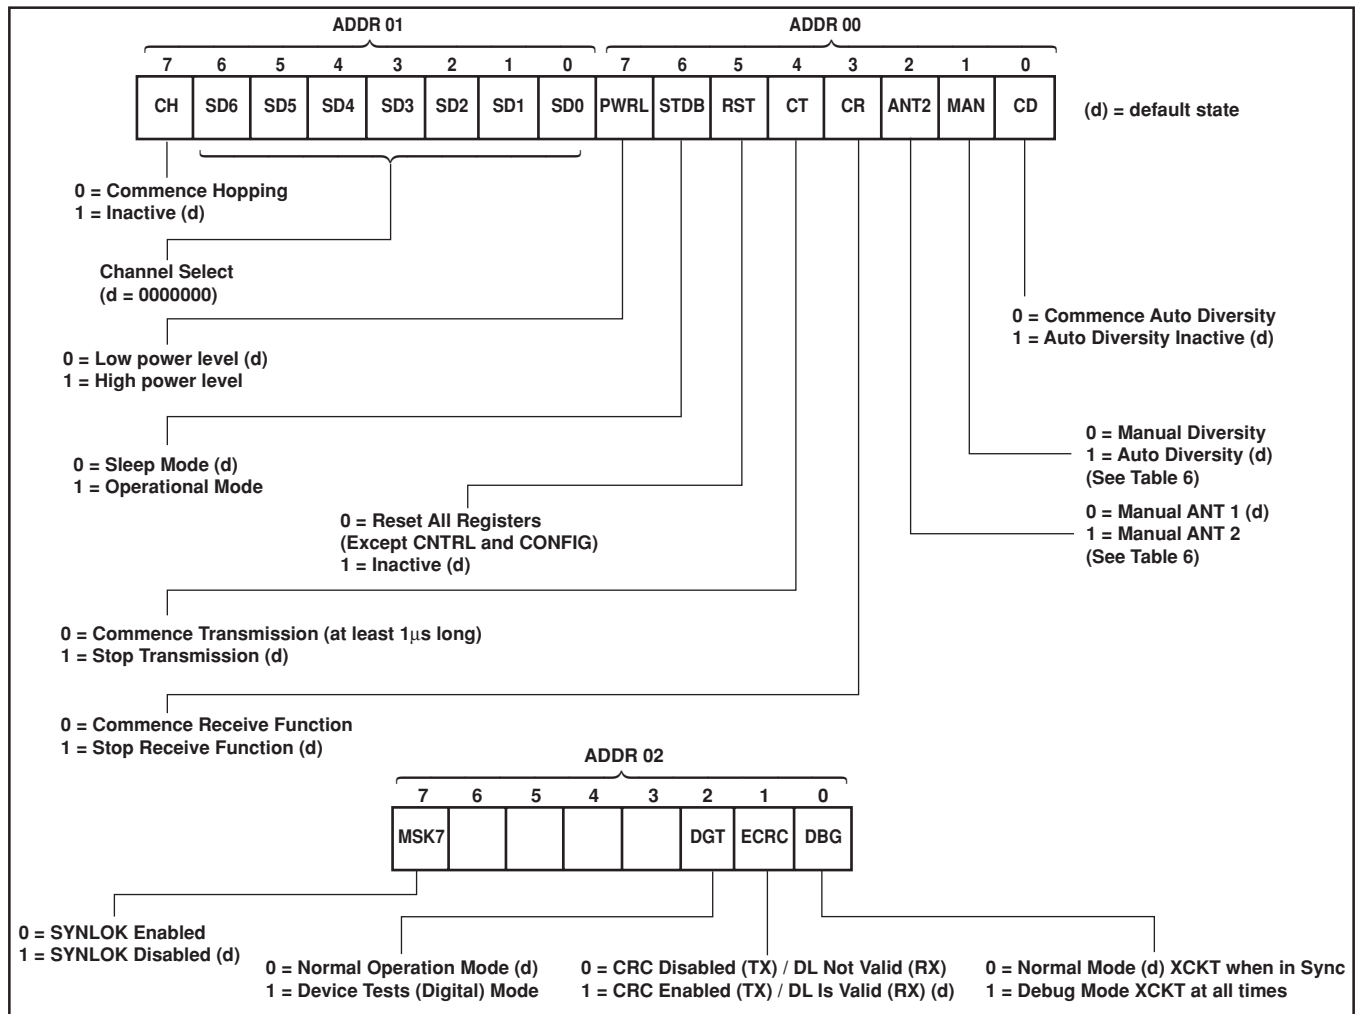 ADDR 01 ADDR 00
7 6 5 4 3 2 1 0 7 6 5 4 3 2 1 0
CH SD6 SD5 SD4 SD3 SD2 SD1 SD0 PWRL STDB RST CT CR ANT2 MAN CD
(d) = default state
0 = Commence Hopping
1 = Inactive (d)
Channel Select
(d = 0000000)
0 = Low power level (d)
1 = High power level
0 = Sleep Mode (d)
1 = Operational Mode
0 = Reset All Registers
(Except CNTRL and CONFIG)
1 = Inactive (d)
0 = Commence Transmission (at least 1μs long)
1 = Stop Transmission (d)
0 = Commence Receive Function
1 = Stop Receive Function (d)
0 = Commence Auto Diversity
1 = Auto Diversity Inactive (d)
0 = Manual Diversity
1 = Auto Diversity (d)
(See Table 6)
0 = Manual ANT 1 (d)
1 = Manual ANT 2
(See Table 6)
ADDR 02
7 6 5 4 3 2 1 0
MSK7 DGT ECRC DBG
0 = SYNLOK Enabled
1 = SYNLOK Disabled (d)
0 = Normal Operation Mode (d)
1 = Device Tests (Digital) Mode
0 = CRC Disabled (TX) / DL Not Valid (RX)
1 = CRC Enabled (TX) / DL Is Valid (RX) (d)
0 = Normal Mode (d) XCKT when in Sync
1 = Debug Mode XCKT at all times